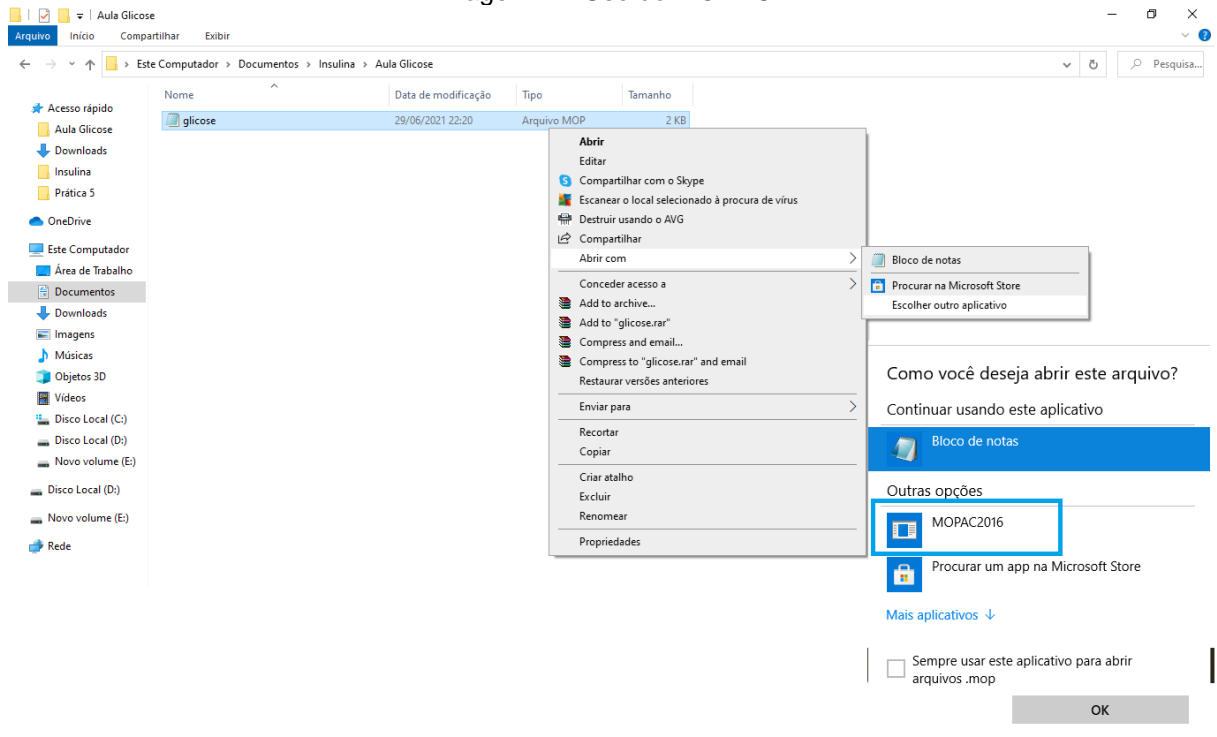 Aula Glicose
Arquivo Início Compartilhar Exibir
Este Computador > Documentos > Insulina > Aula Glicose
Pesquisa...
Nome Data de modificação Tipo Tamanho
glicose 29/06/2021 22:20 Arquivo MOP 2 KB
Acesso rápido
Aula Glicose
Downloads
Insulina
Prática 5
OneDrive
Este Computador
Área de Trabalho
Documentos
Downloads
Imagens
Músicas
Objetos 3D
Vídeos
Disco Local (C:)
Disco Local (D:)
Novo volume (E:)
Disco Local (D:)
Novo volume (E:)
Rede
Abrir
Editar
Compartilhar com o Skype
Escanear o local selecionado à procura de vírus
Destruir usando o AVG
Compartilhar
Abrir com
Conceder acesso a
Add to archive...
Add to "glicose.rar"
Compress and email...
Compress to "glicose.rar" and email
Restaurar versões anteriores
Enviar para
Recortar
Copiar
Criar atalho
Excluir
Renomear
Propriedades
Bloco de notas
Procurar na Microsoft Store
Escolher outro aplicativo
Como você deseja abrir este arquivo?
Continuar usando este aplicativo
Bloco de notas
Outras opções
MOPAC2016
Procurar um app na Microsoft Store
Mais aplicativos ↓
Sempre usar este aplicativo para abrir
arquivos .mop
OK